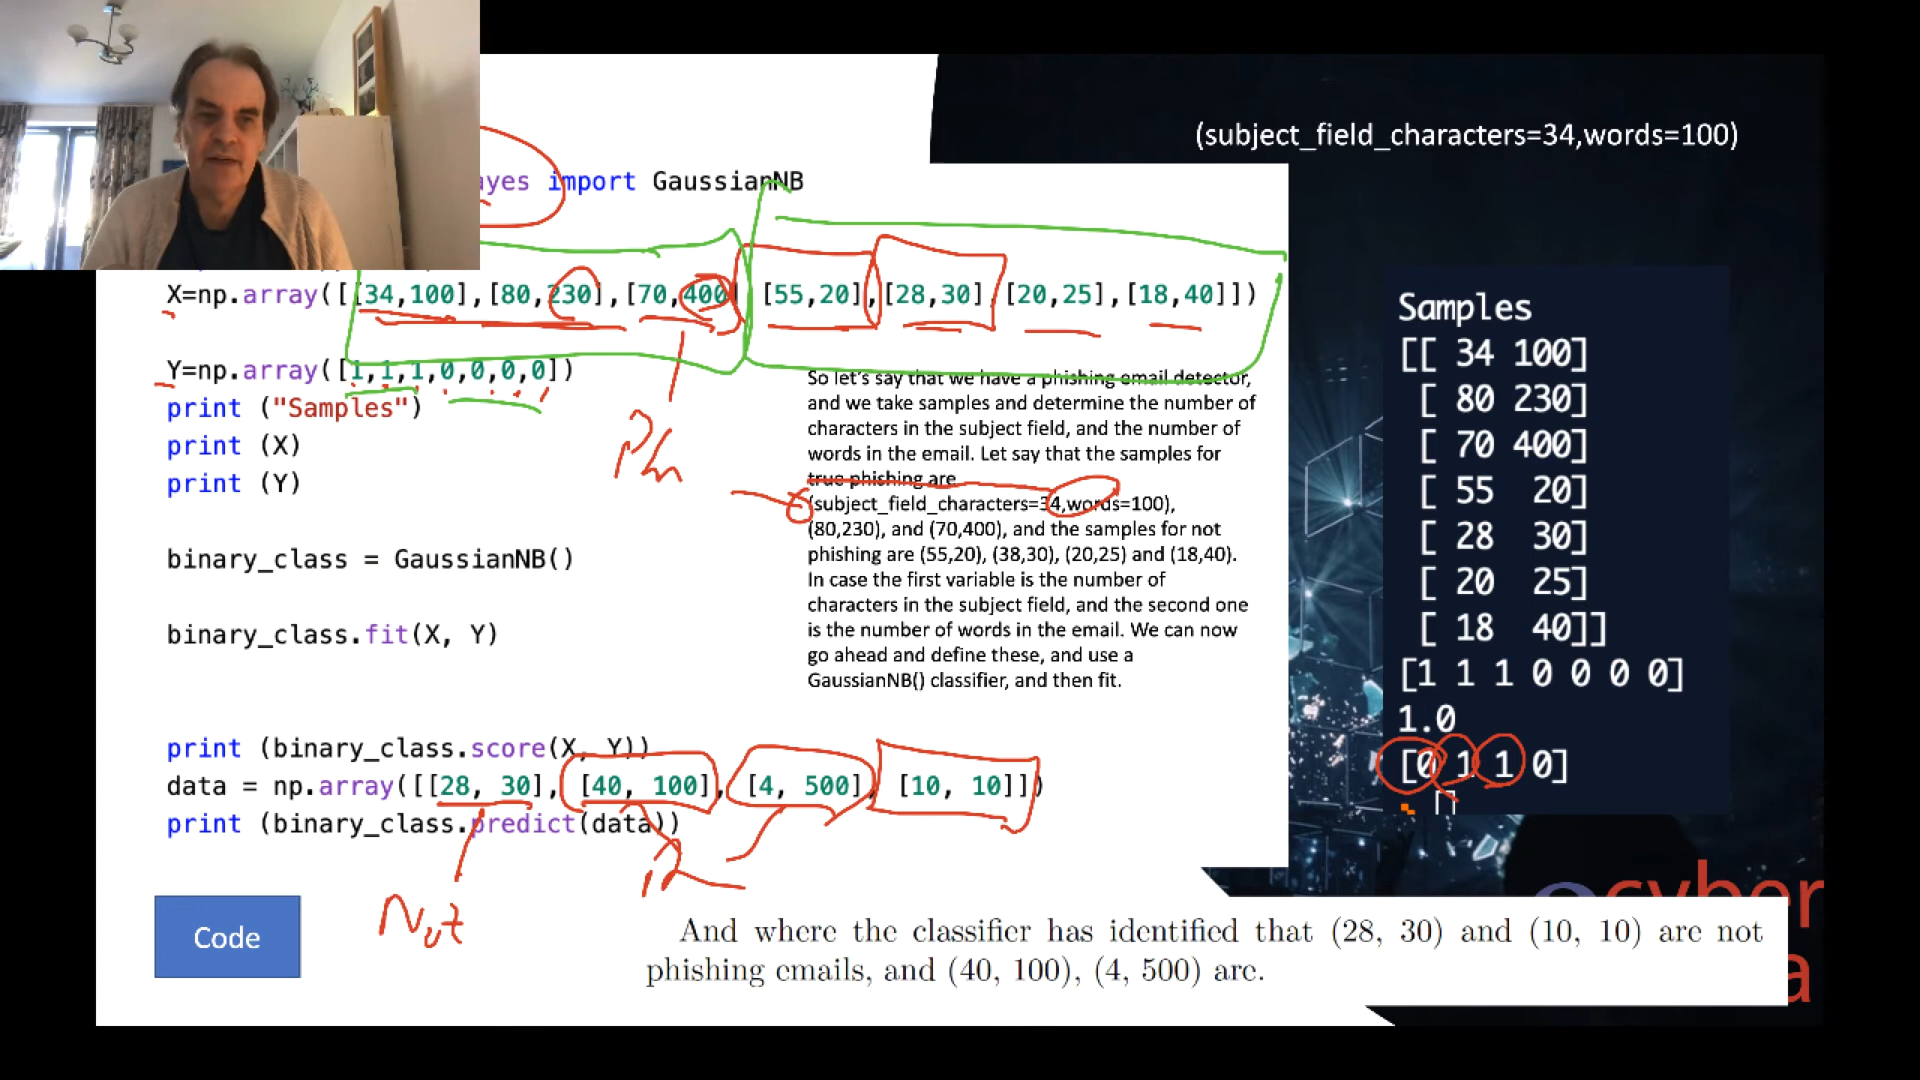 (subject_field_characters=34,words=100)
ayes import GaussianNB
X=np.array([[34,100],[80,230],[70,400 [55,20],[28,30],[20,25],[18,40]])
Y=np.array([1,1,1,0,0,0,0])
print ("Samples")
print (X)
print (Y)
binary_class = GaussianNB()
binary_class.fit(X, Y)
print (binary_class.score(X, Y))
data = np.array([[28, 30], [40, 100], [4, 500], [10, 10]])
print (binary_class.predict(data))
So let's say that we have a phishing email detector,
and we take samples and determine the number of
characters in the subject field, and the number of
words in the email. Let say that the samples for
true phishing are
(subject_field_characters=34,words=100),
(80,230), and (70,400), and the samples for not
phishing are (55,20), (38,30), (20,25) and (18,40).
In case the first variable is the number of
characters in the subject field, and the second one
is the number of words in the email. We can now
go ahead and define these, and use a
GaussianNB() classifier, and then fit.
Ph
Not
Samples
[[ 34 100]
[ 80 230]
[ 70 400]
[ 55 20]
[ 28 30]
[ 20 25]
[ 18 40]]
[1 1 1 0 0 0 0]
1.0
[0 1 1 0]
Code
And where the classifier has identified that (28, 30) and (10, 10) are not
phishing emails, and (40, 100), (4, 500) are.
cyber
a